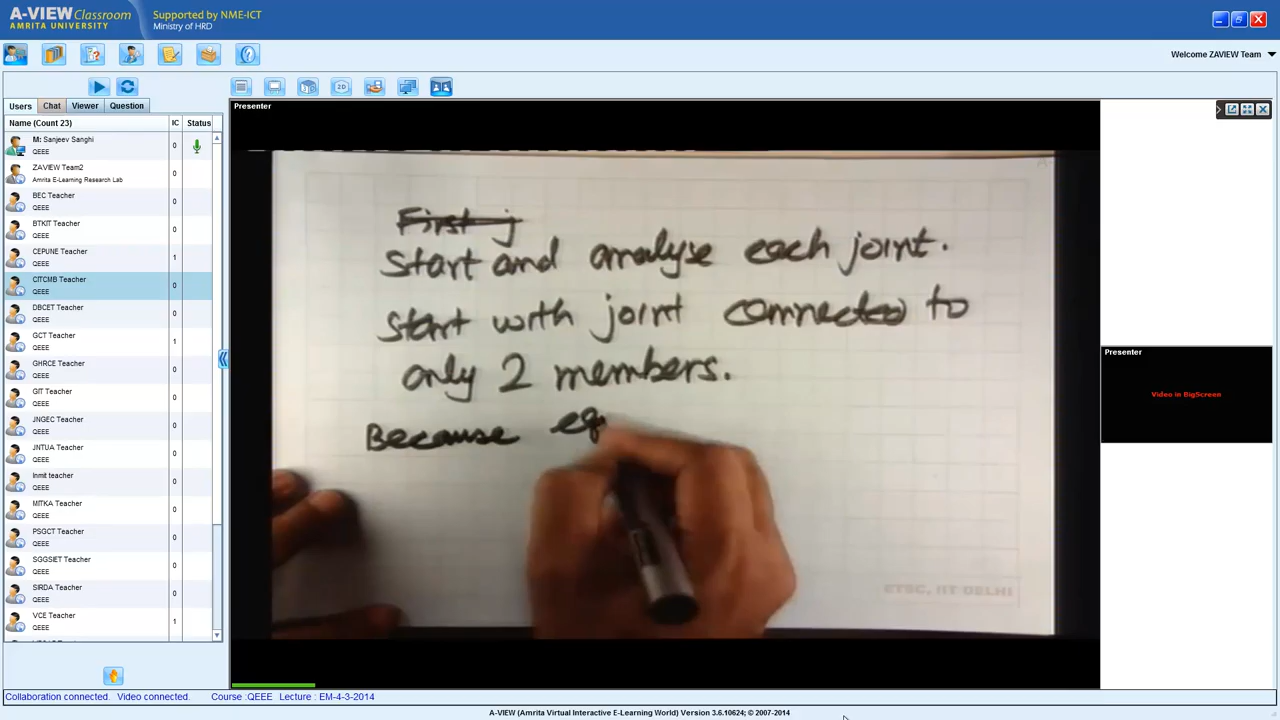 A-VIEW Classroom
AMRITA UNIVERSITY
Supported by NME-ICT
Ministry of HRD
Welcome ZAVIEW Team
Users Chat Viewer Question
Name (Count 23) IC Status
M: Sanjeev Sanghi
QEEE 0
ZAVIEW Team2
Amrita E-Learning Research Lab 0
BEC Teacher
QEEE 0
BTKIT Teacher
QEEE 0
CEPUNE Teacher
QEEE 1
CITCMB Teacher
QEEE 0
DBCET Teacher
QEEE 0
GCT Teacher
QEEE 1
GHRCE Teacher
QEEE 0
GIT Teacher
QEEE 0
JNGEC Teacher
QEEE 0
JNTUA Teacher
QEEE 0
lnmit teacher
QEEE 0
MITKA Teacher
QEEE 0
PSGCT Teacher
QEEE 0
SGGSIET Teacher
QEEE 0
SIRDA Teacher
QEEE 0
VCE Teacher
QEEE 1
2D
Presenter
First j
Start and analyse each joint.
Start with joint connected to
only 2 members.
Because eq
ETSC, IIT DELHI
Presenter
Video in BigScreen
Collaboration connected. Video connected. Course :QEEE Lecture : EM-4-3-2014
A-VIEW (Amrita Virtual Interactive E-Learning World) Version 3.6.10624; © 2007-2014